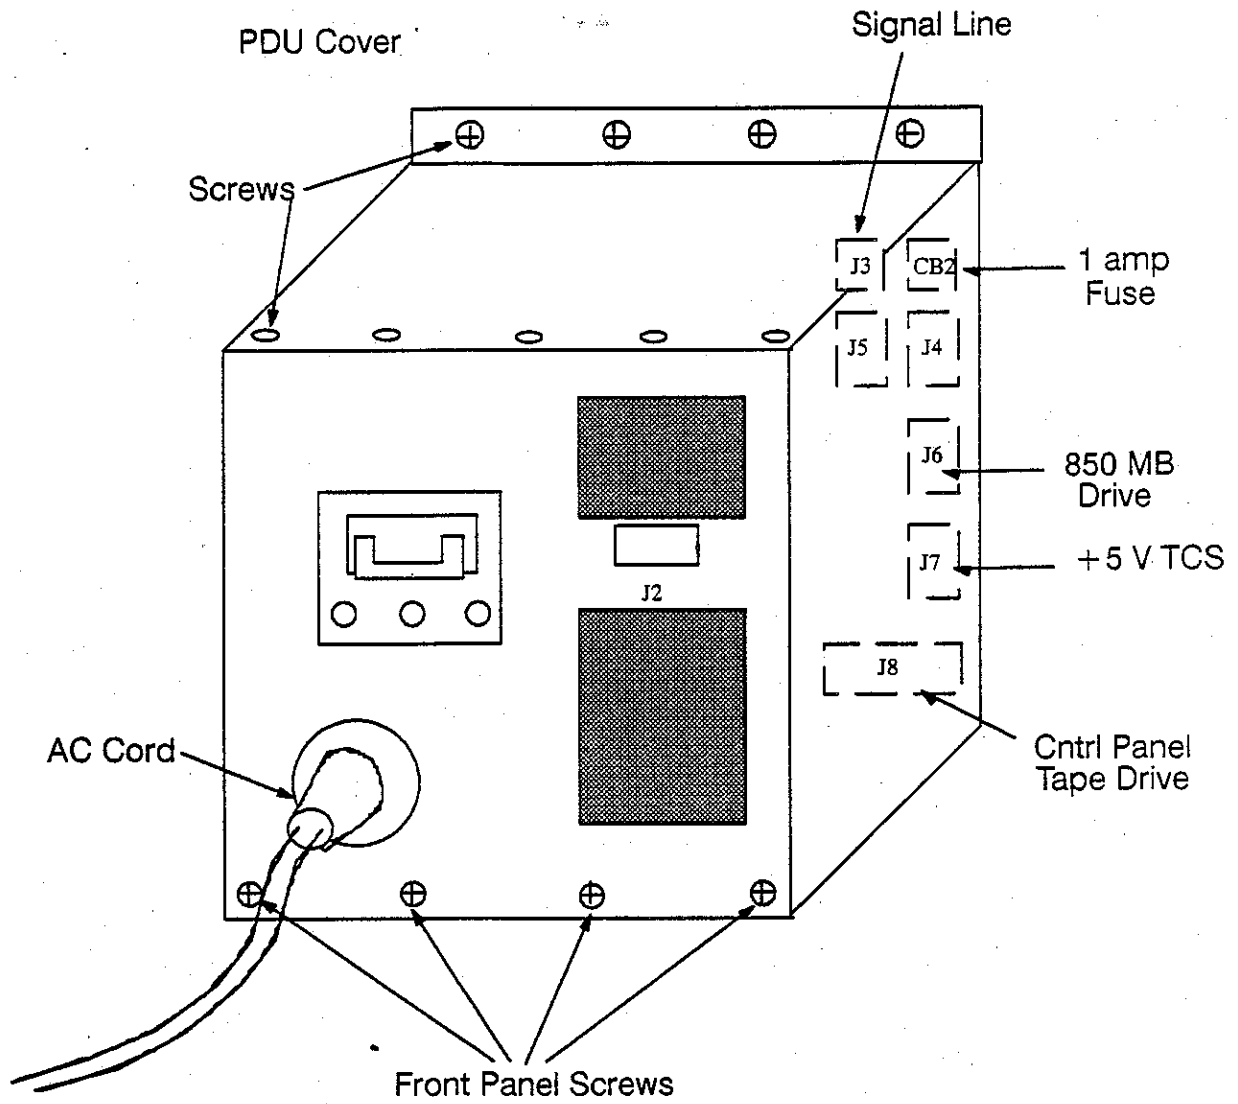 PDU Cover
Signal Line
Screws
J3
CB2
1 amp
Fuse
J5
J4
J6
850 MB
Drive
J2
J7
+5 V TCS
J8
AC Cord
Cntrl Panel
Tape Drive
Front Panel Screws